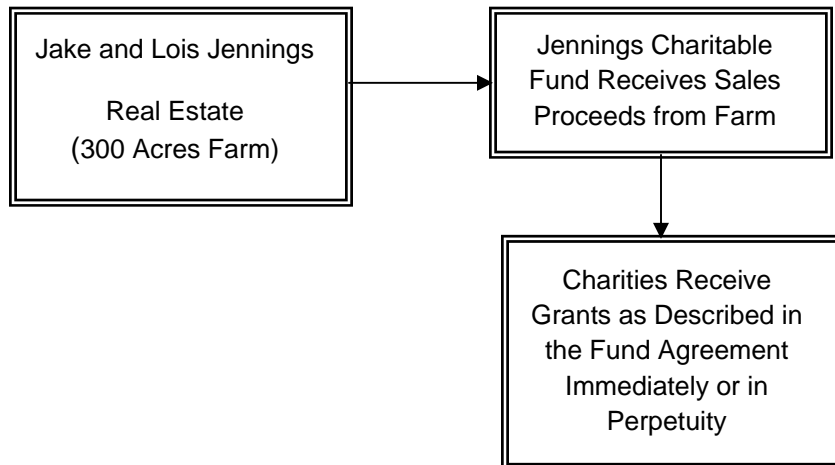 Jake and Lois Jennings
Real Estate
(300 Acres Farm)
Jennings Charitable
Fund Receives Sales
Proceeds from Farm
Charities Receive
Grants as Described in
the Fund Agreement
Immediately or in
Perpetuity